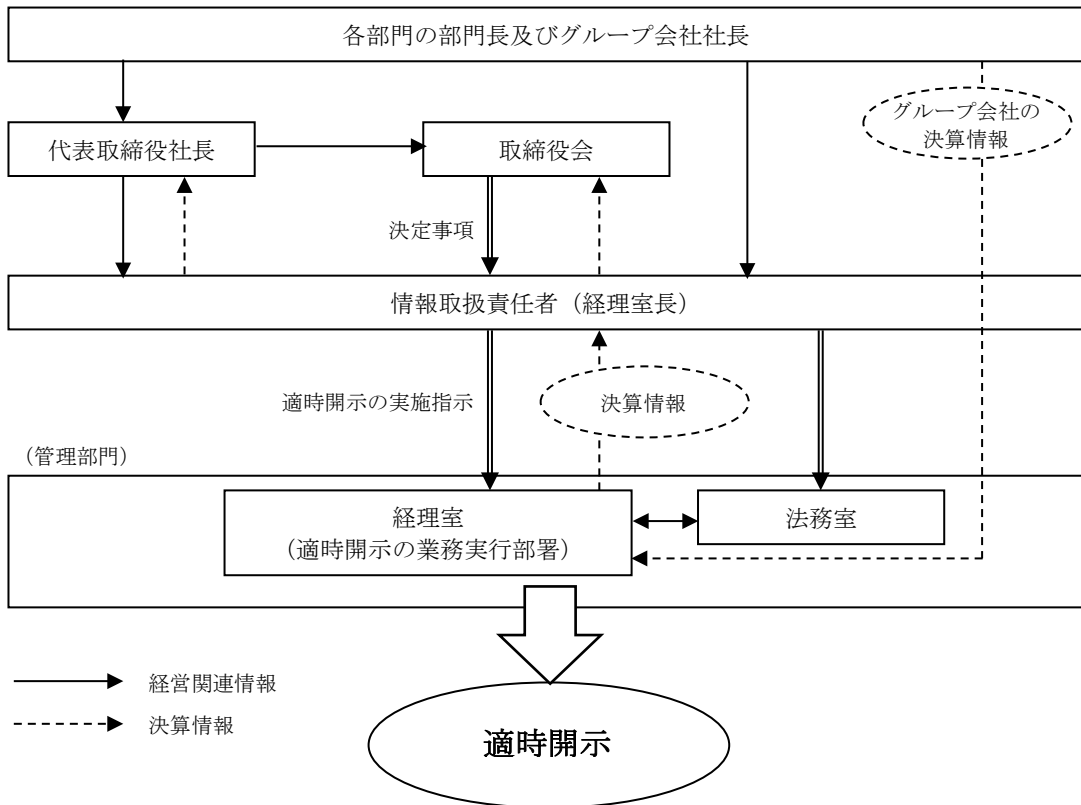 各部門の部門長及びグループ会社社長
グループ会社の
決算情報
代表取締役社長
取締役会
決定事項
情報取扱責任者（経理室長）
適時開示の実施指示
決算情報
（管理部門）
経理室
（適時開示の業務実行部署）
法務室
経営関連情報
決算情報
適時開示